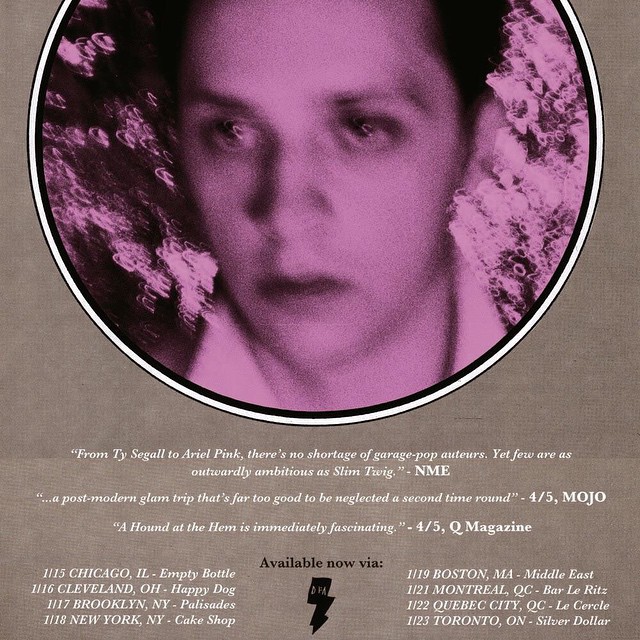 “From Ty Segall to Ariel Pink, there’s no shortage of garage-pop auteurs. Yet few are as
outwardly ambitious as Slim Twig.” - NME
“...a post-modern glam trip that’s far too good to be neglected a second time round” - 4/5, MOJO
“A Hound at the Hem is immediately fascinating.” - 4/5, Q Magazine
Available now via:
DFA
1/15 CHICAGO, IL - Empty Bottle
1/16 CLEVELAND, OH - Happy Dog
1/17 BROOKLYN, NY - Palisades
1/18 NEW YORK, NY - Cake Shop
1/19 BOSTON, MA - Middle East
1/21 MONTREAL, QC - Bar Le Ritz
1/22 QUEBEC CITY, QC - Le Cercle
1/23 TORONTO, ON - Silver Dollar